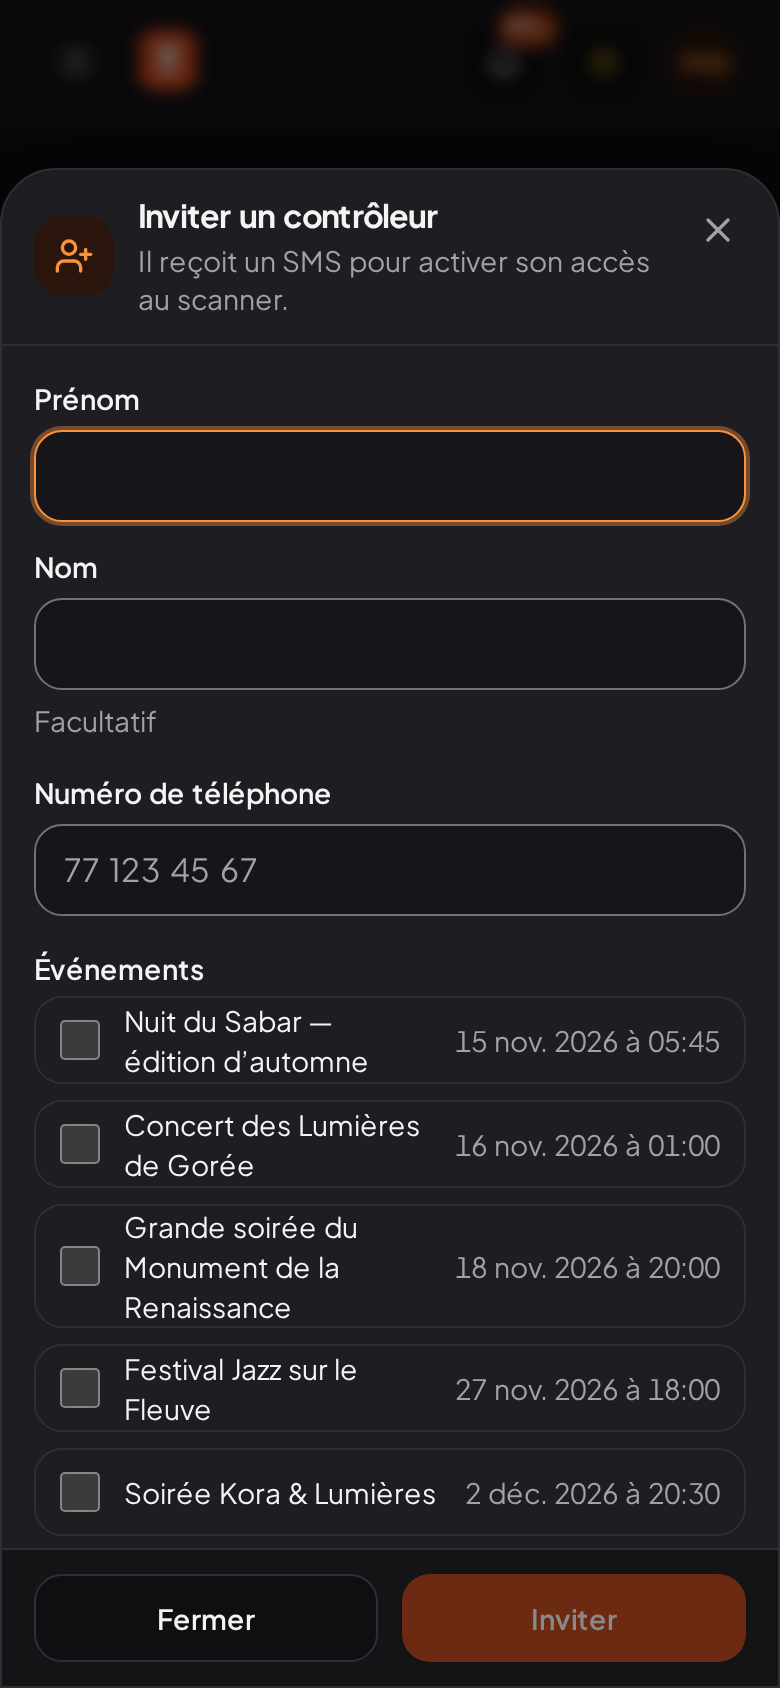 Inviter un contrôleur
Il reçoit un SMS pour activer son accès
au scanner.
Prénom
Nom
Facultatif
Numéro de téléphone
77 123 45 67
Événements
Nuit du Sabar —
édition d’automne
15 nov. 2026 à 05:45
Concert des Lumières
de Gorée
16 nov. 2026 à 01:00
Grande soirée du
Monument de la
Renaissance
18 nov. 2026 à 20:00
Festival Jazz sur le
Fleuve
27 nov. 2026 à 18:00
Soirée Kora & Lumières
2 déc. 2026 à 20:30
Fermer
Inviter